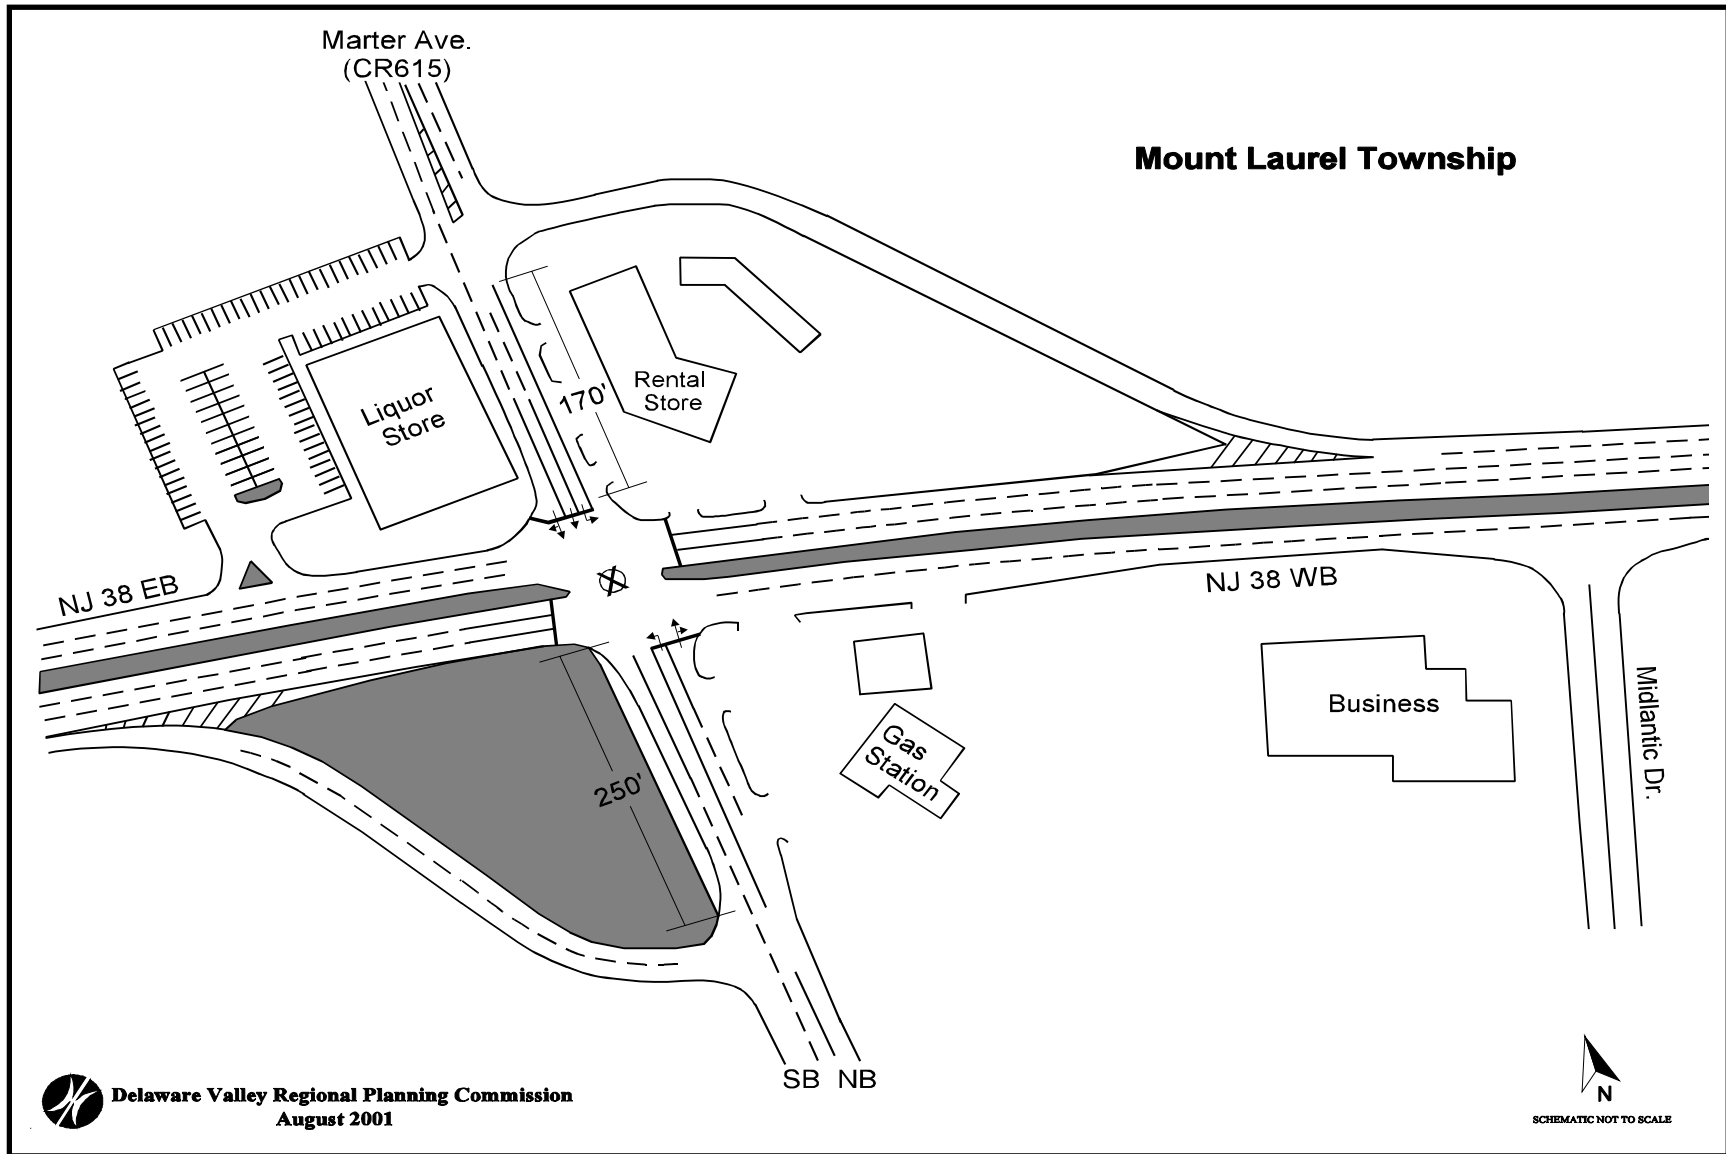 Marter Ave.
(CR615)
Mount Laurel Township
Rental
Store
170'
Liquor
Store
NJ 38 EB
NJ 38 WB
Business
Midlantic Dr.
Gas
Station
250'
SB NB
Delaware Valley Regional Planning Commission
August 2001
N
SCHEMATIC NOT TO SCALE